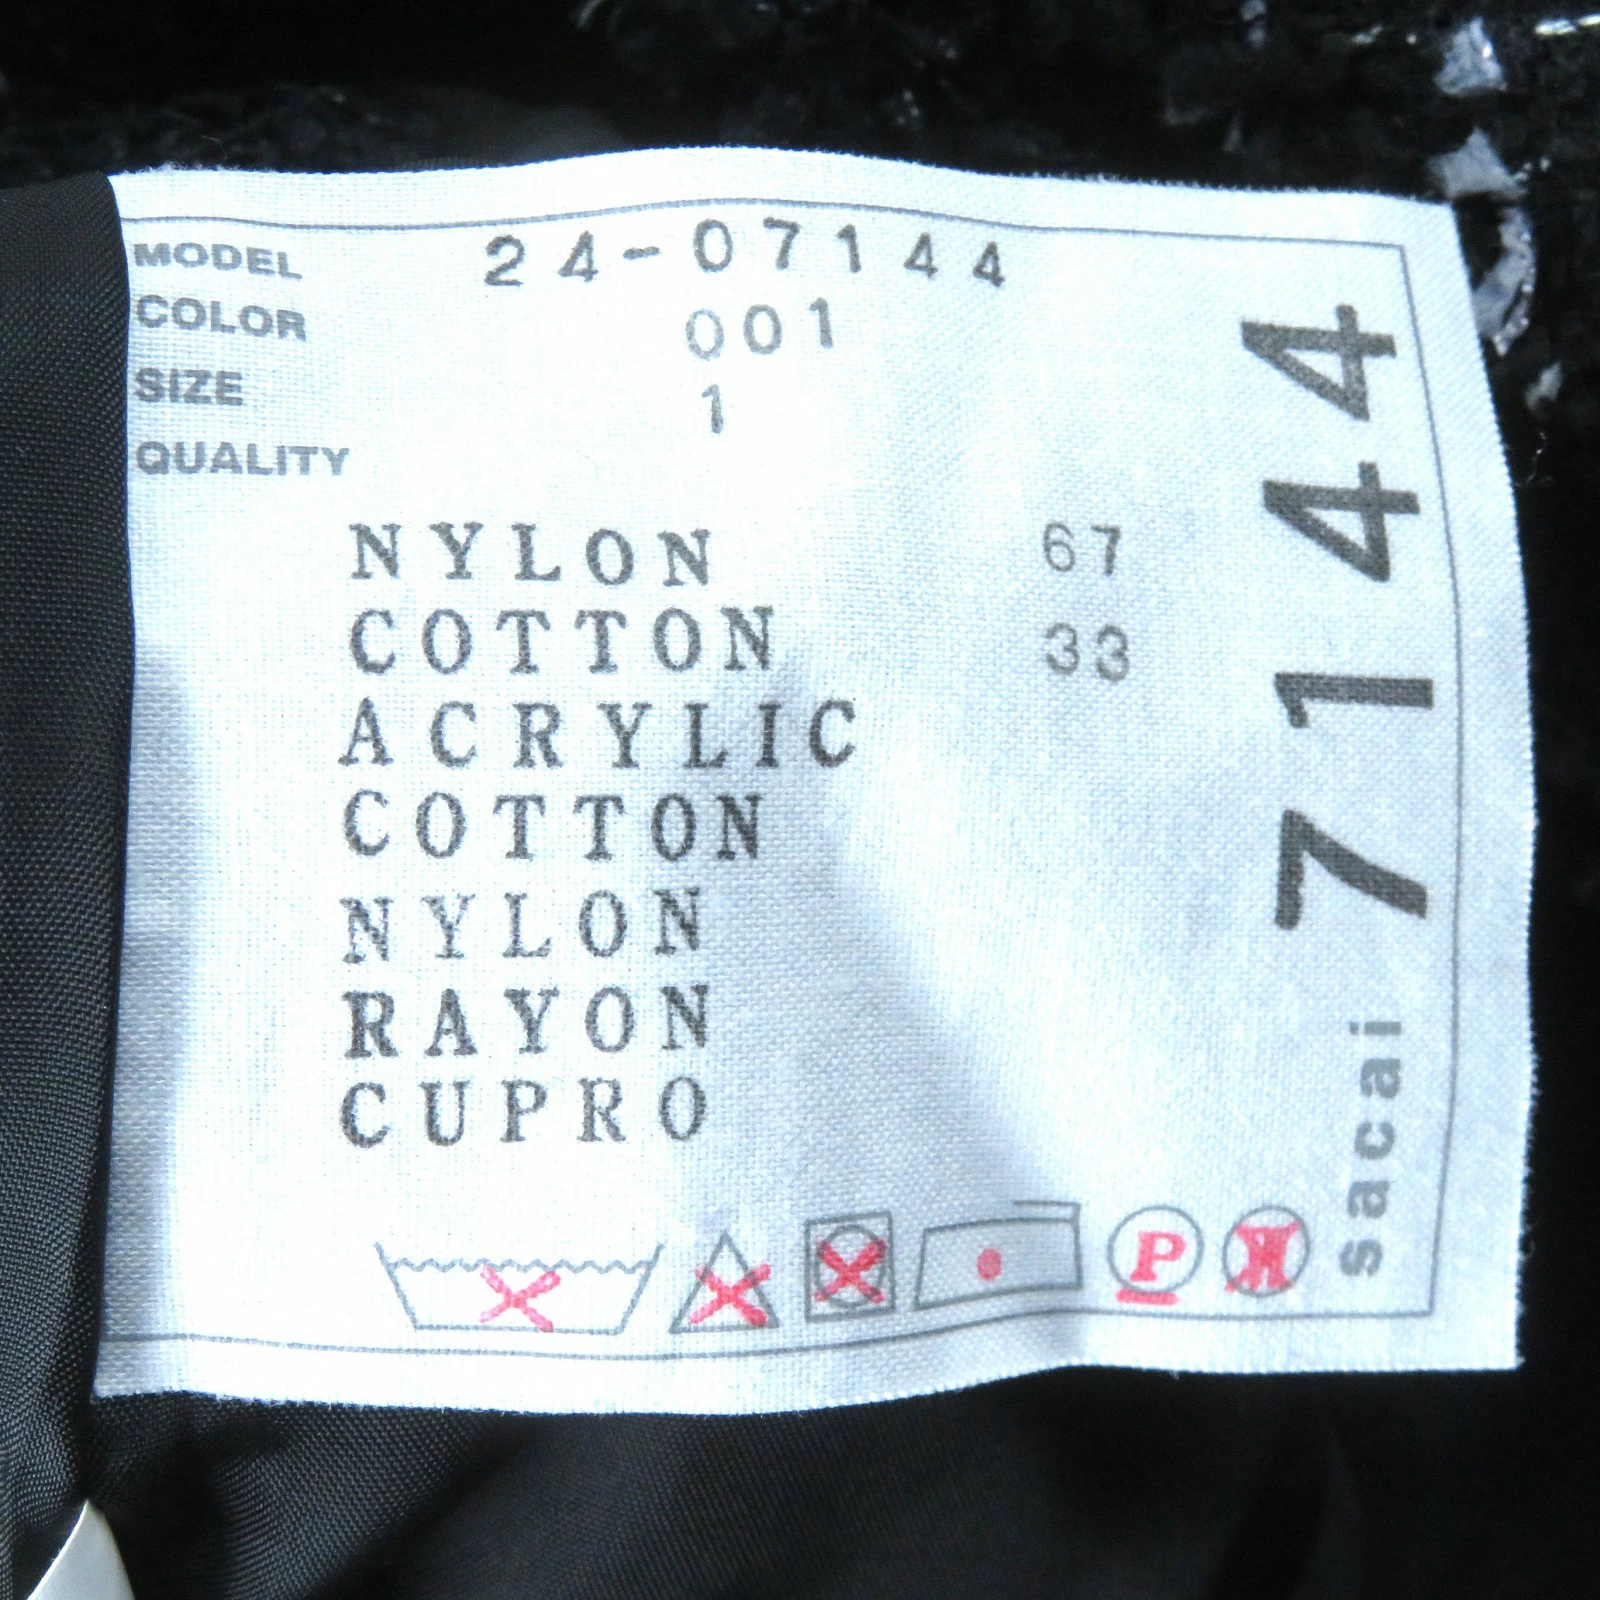 MODEL 24-07144
COLOR 001
SIZE 1
QUALITY
NYLON 67
COTTON 33
ACRYLIC
COTTON
NYLON
RAYON
CUPRO
P
W
sacai 7144